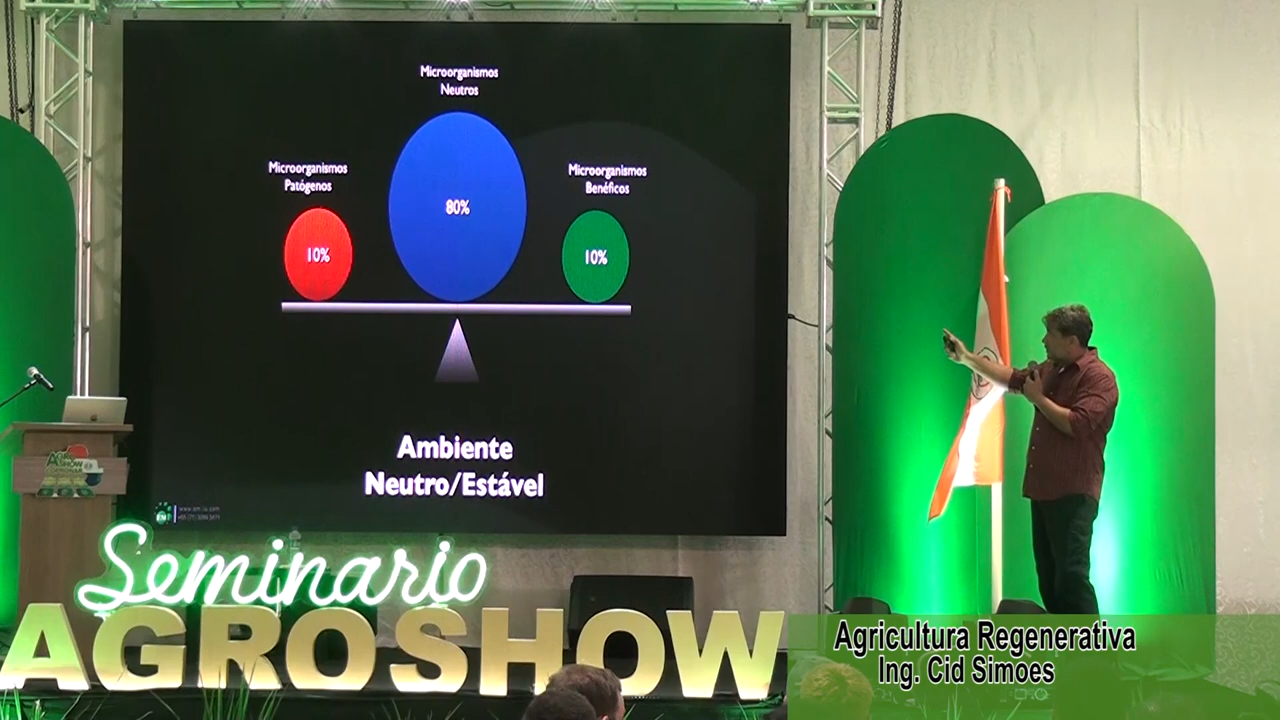 Microorganismos
Neutros
Microorganismos
Patógenos
Microorganismos
Benéficos
80%
10%
10%
Ambiente
Neutro/Estável
AGROSHOW
Seminario
AGROSHOW
Agricultura Regenerativa
Ing. Cid Simoes